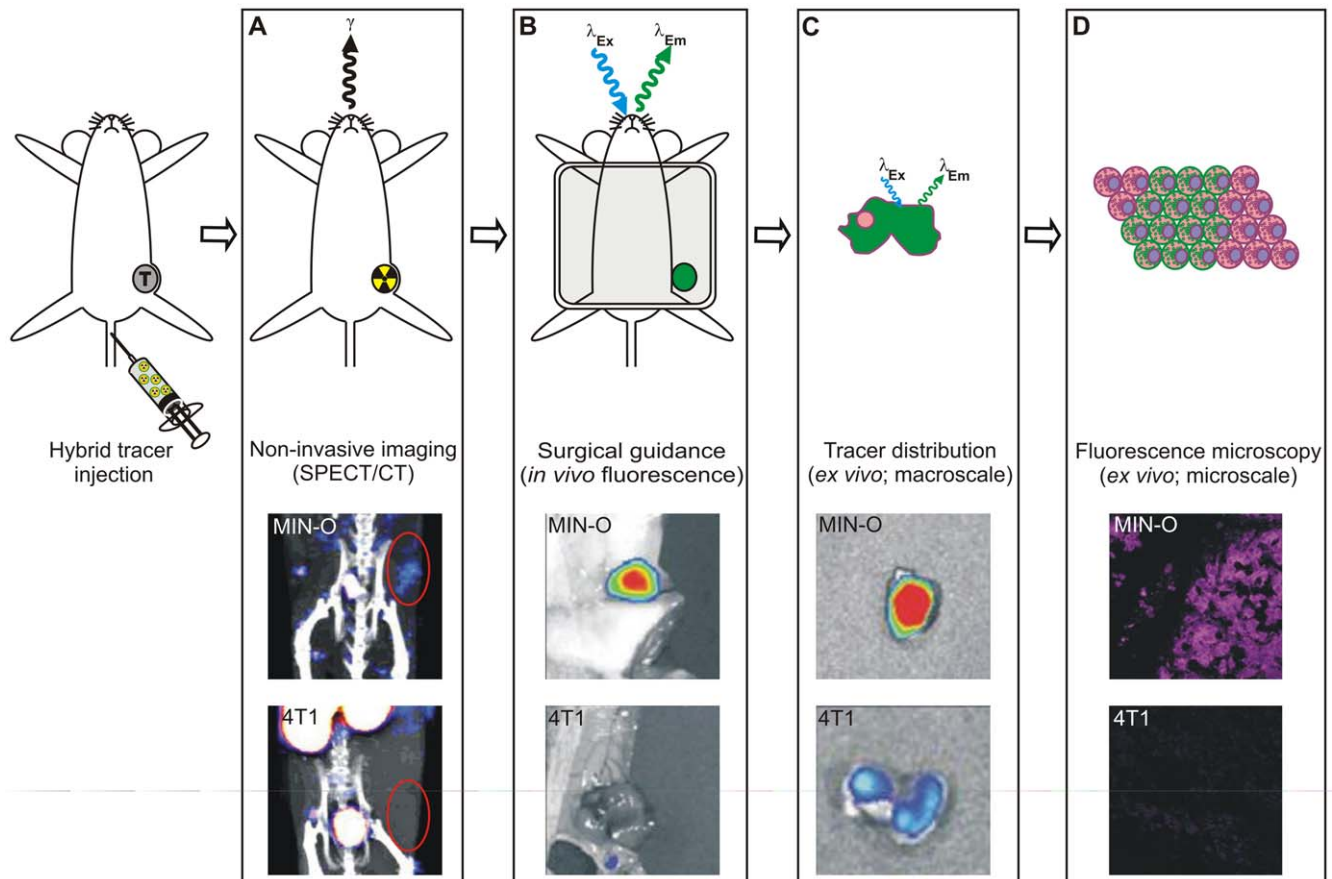 A
γ
B
λEx
λEm
C
λEx
λEm
D
T
Hybrid tracer
injection
Non-invasive imaging
(SPECT/CT)
Surgical guidance
(in vivo fluorescence)
Tracer distribution
(ex vivo; macroscale)
Fluorescence microscopy
(ex vivo; microscale)
MIN-O
MIN-O
MIN-O
MIN-O
4T1
4T1
4T1
4T1